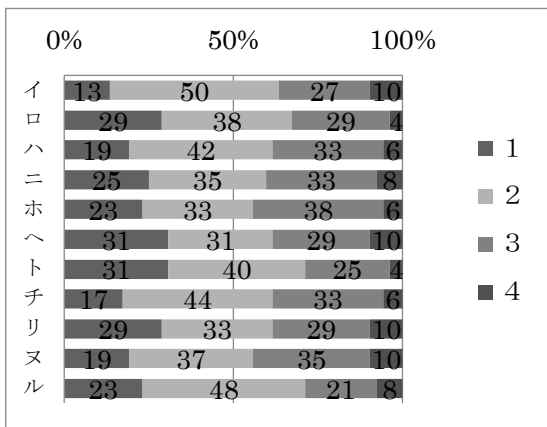 0% 50% 100%
イ 13 50 27 10
ロ 29 38 29 4
ハ 19 42 33 6
ニ 25 35 33 8
ホ 23 33 38 6
ヘ 31 31 29 10
ト 31 40 25 4
チ 17 44 33 6
リ 29 33 29 10
ヌ 19 37 35 10
ル 23 48 21 8
1
2
3
4